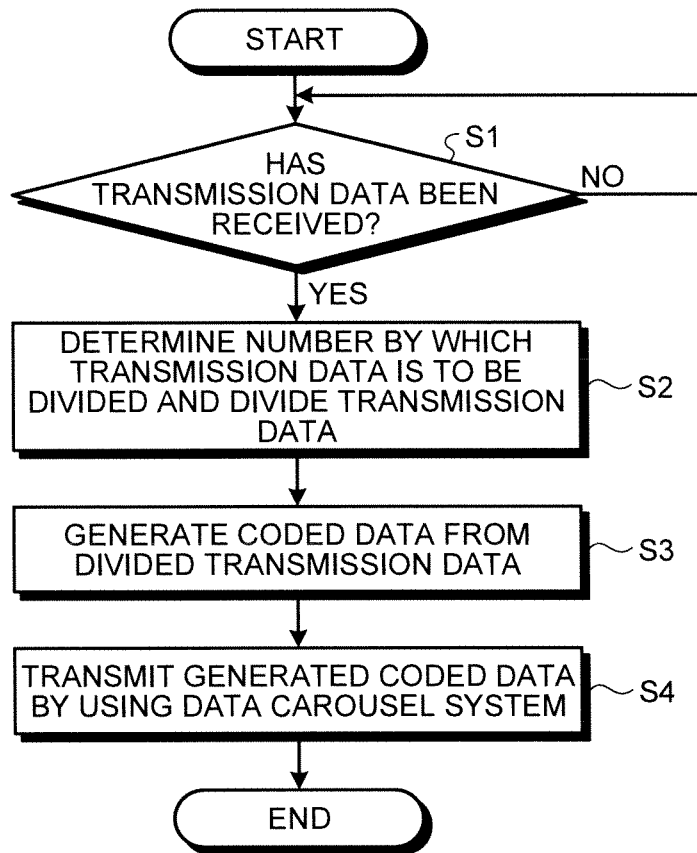 START
S1
HAS
TRANSMISSION DATA BEEN
RECEIVED?
NO
YES
DETERMINE NUMBER BY WHICH
TRANSMISSION DATA IS TO BE
DIVIDED AND DIVIDE TRANSMISSION
DATA
S2
GENERATE CODED DATA FROM
DIVIDED TRANSMISSION DATA
S3
TRANSMIT GENERATED CODED DATA
BY USING DATA CAROUSEL SYSTEM
S4
END